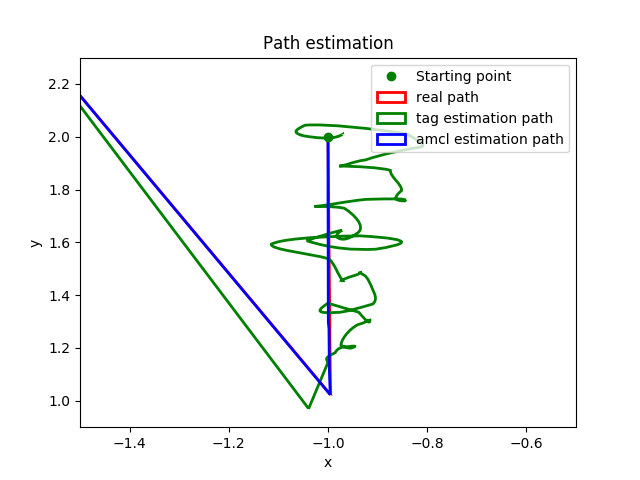 Path estimation
Starting point
real path
tag estimation path
amcl estimation path
y
2.2
2.0
1.8
1.6
1.4
1.2
1.0
−1.4
−1.2
−1.0
−0.8
−0.6
x